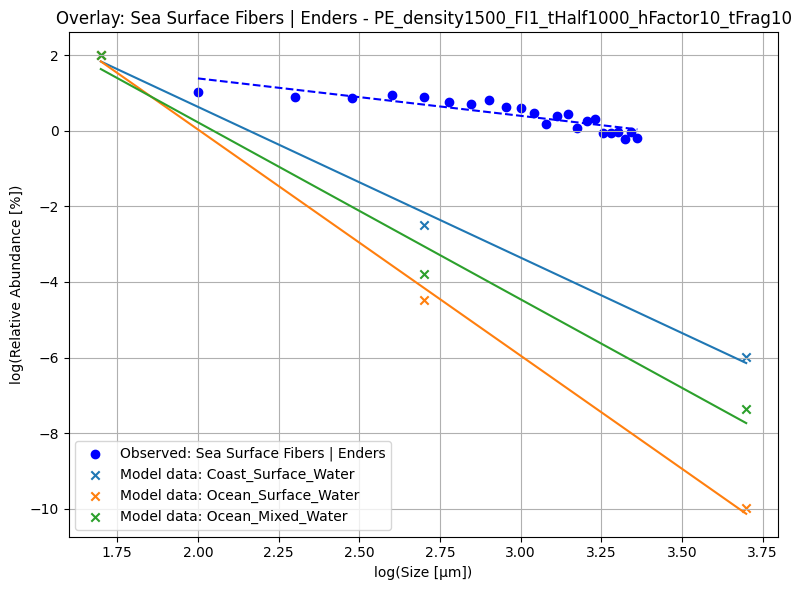 Overlay: Sea Surface Fibers | Enders - PE_density1500_FI1_tHalf1000_hFactor10_tFrag10
log(Relative Abundance [%])
2
0
−2
−4
−6
−8
−10
Observed: Sea Surface Fibers | Enders
Model data: Coast_Surface_Water
Model data: Ocean_Surface_Water
Model data: Ocean_Mixed_Water
1.75 2.00 2.25 2.50 2.75 3.00 3.25 3.50 3.75
log(Size [μm])